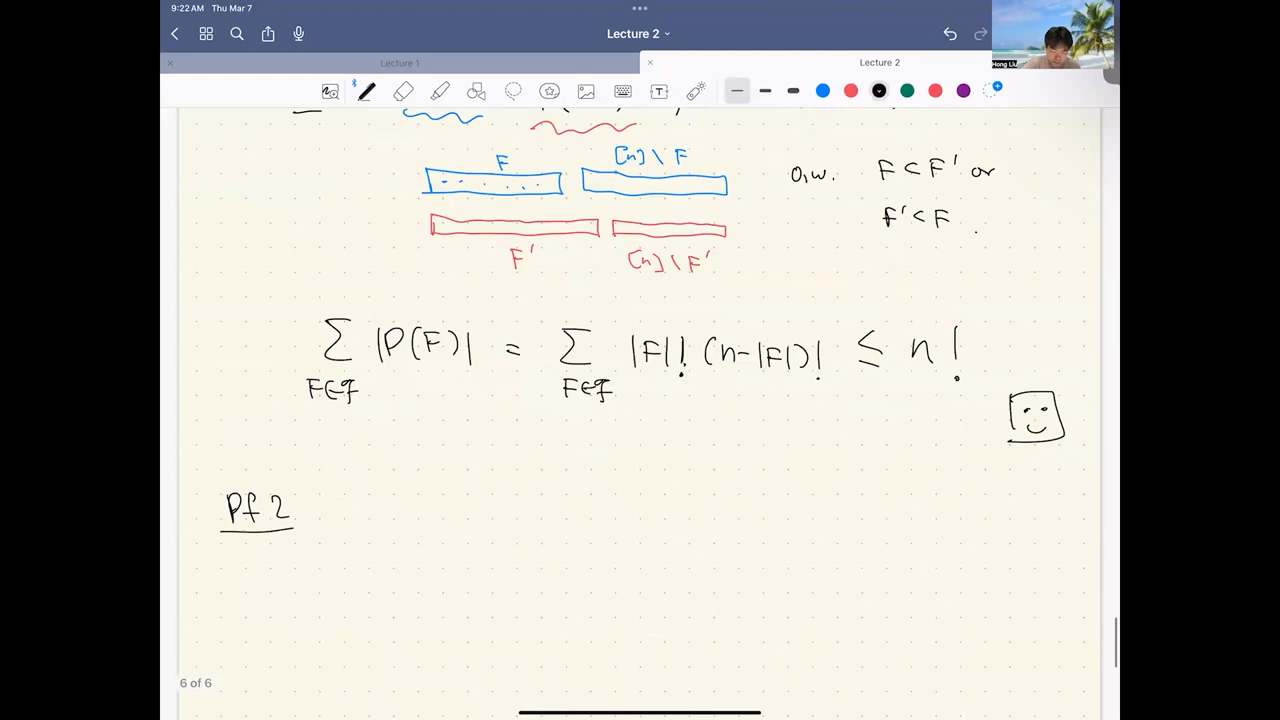 9:22 AM Thu Mar 7
Lecture 2
Hong Liu
Lecture 1
Lecture 2
T
F [n] \ F
O.w. F ⊂ F' or
F' ⊂ F .
F' [n] \ F'
∑ |P(F)| = ∑ |F|! (n-|F|)! ≤ n!
F∈𝓕 F∈𝓕
Pf 2
6 of 6